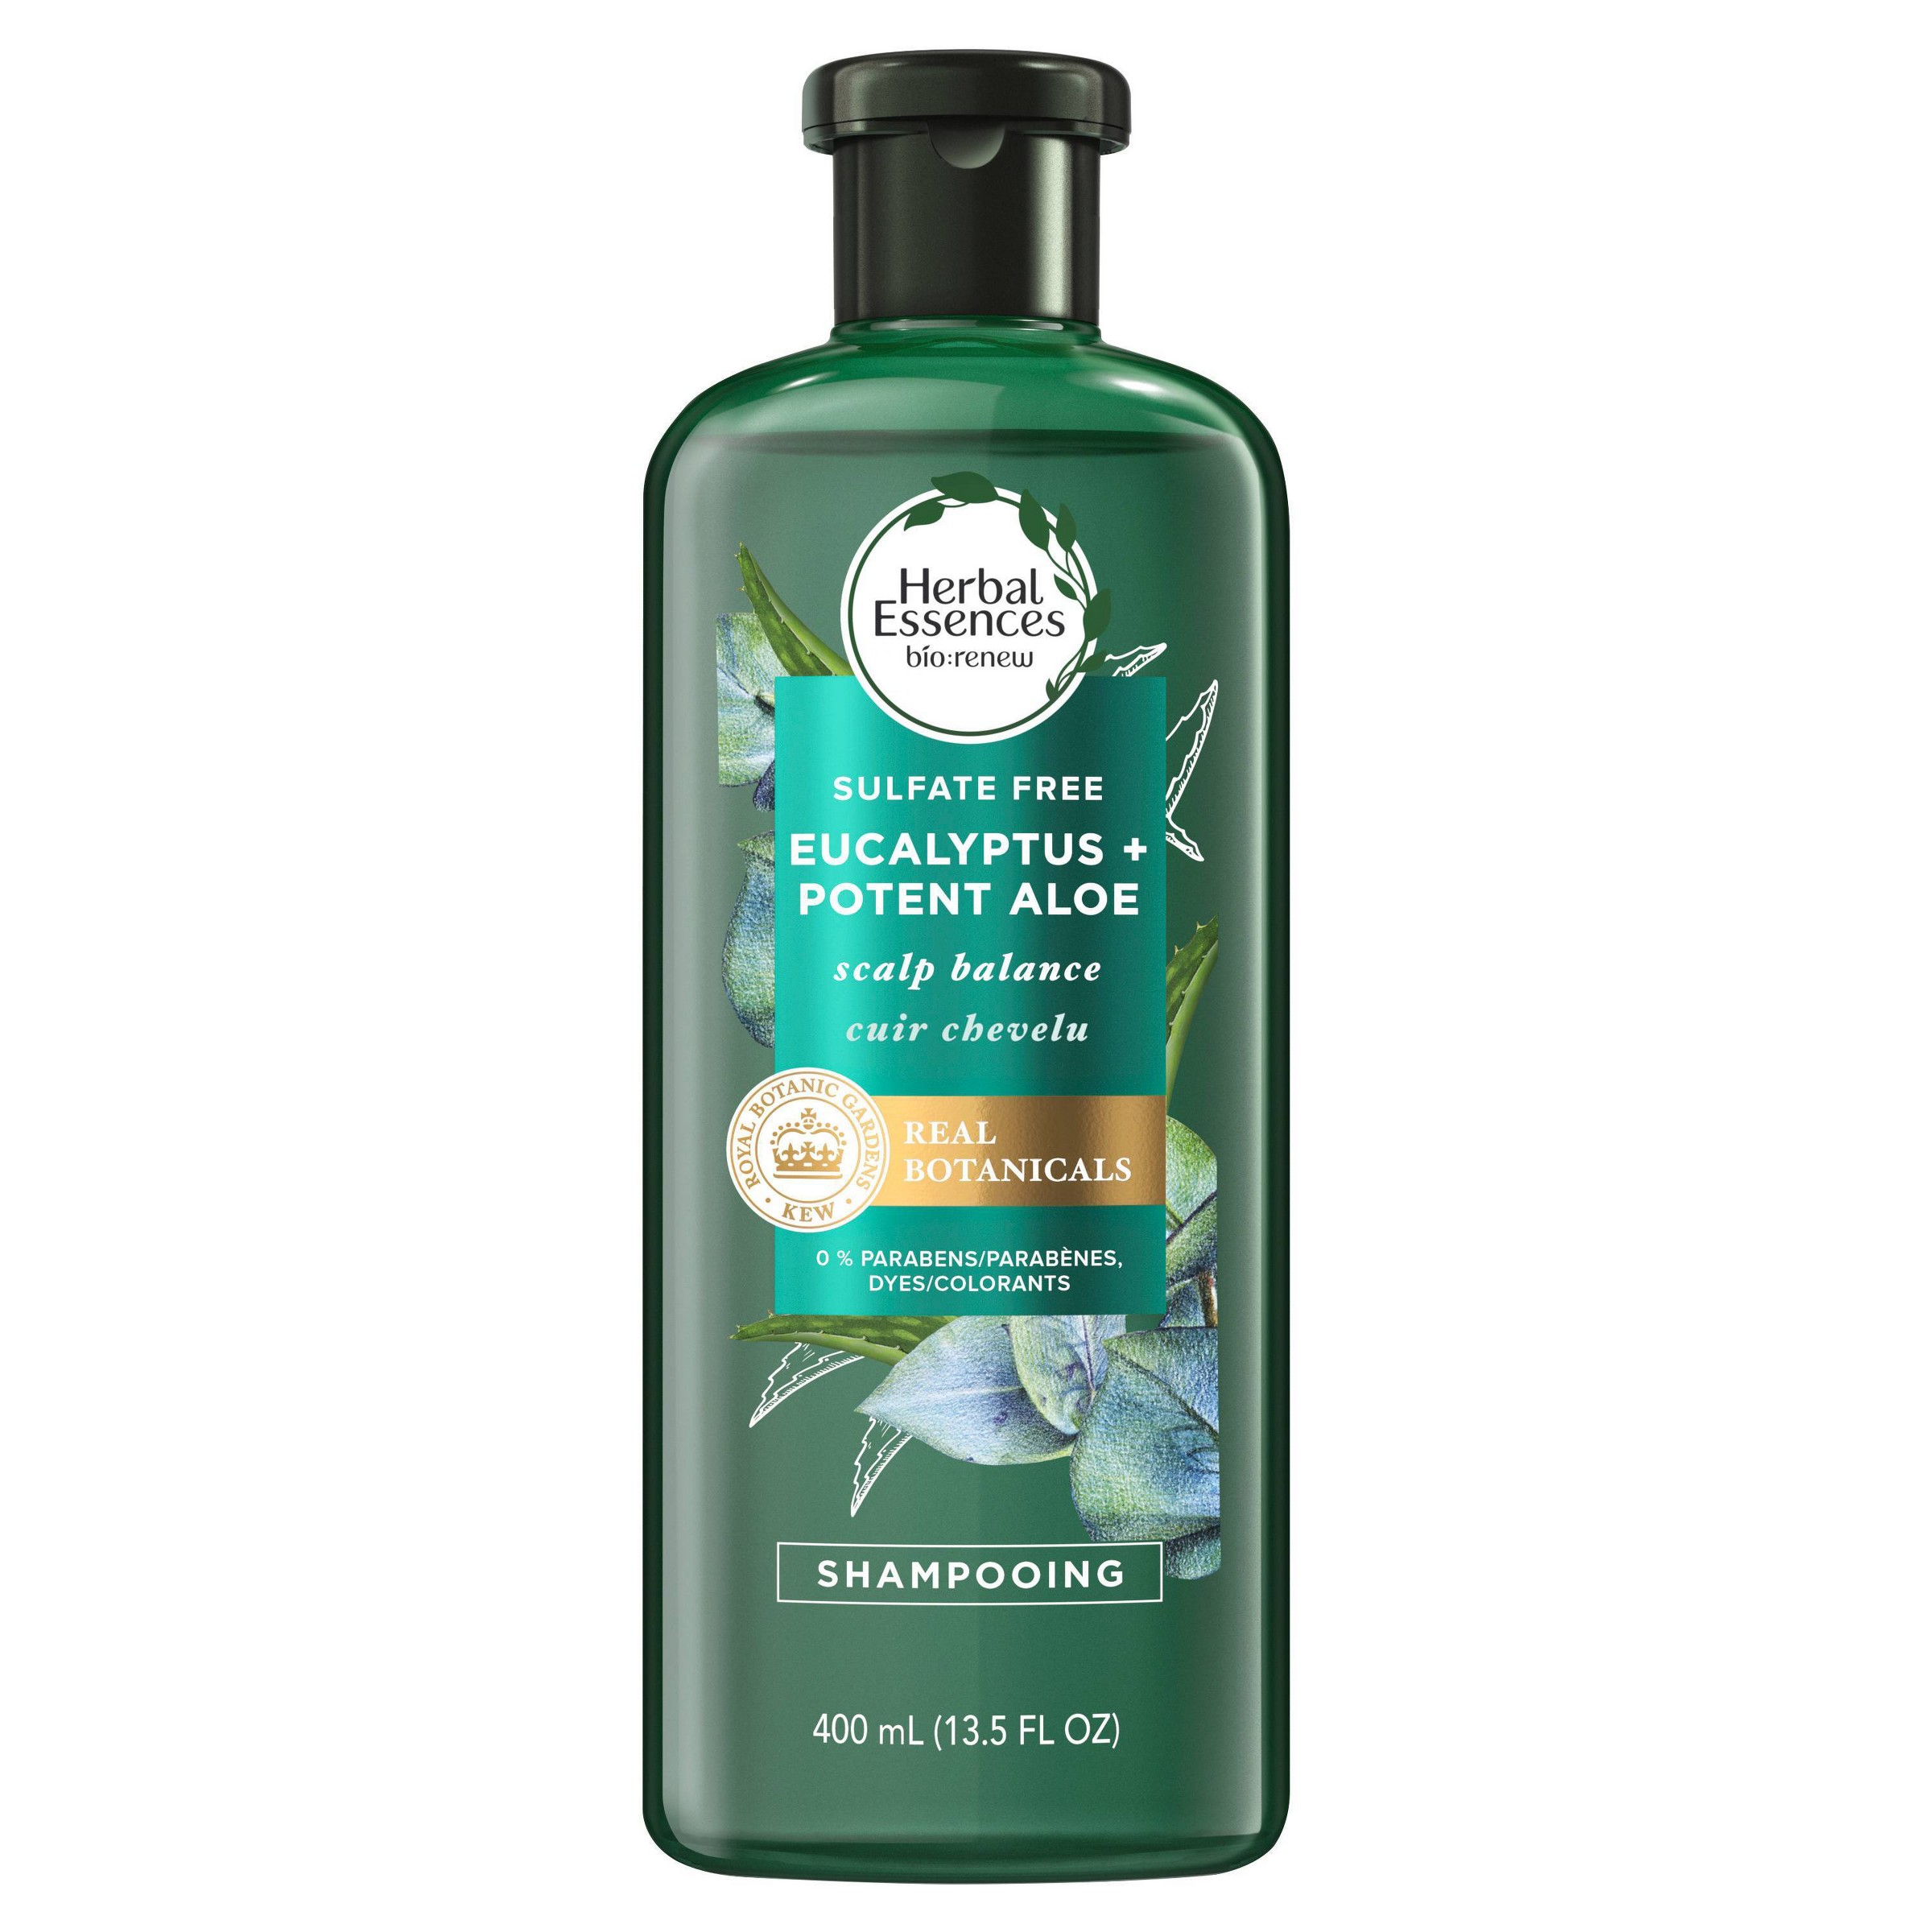 Herbal
Essences
bío:renew
SULFATE FREE
EUCALYPTUS +
POTENT ALOE
scalp balance
cuir chevelu
ROYAL BOTANIC GARDENS
• KEW •
REAL
BOTANICALS
0 % PARABENS/PARABÈNES,
DYES/COLORANTS
SHAMPOOING
400 mL (13.5 FL OZ)